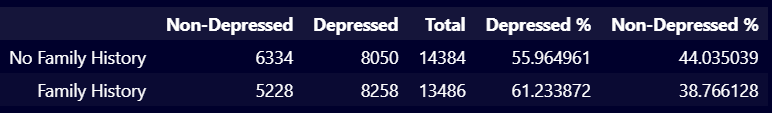 Non-Depressed Depressed Total Depressed % Non-Depressed %
No Family History 6334 8050 14384 55.964961 44.035039
Family History 5228 8258 13486 61.233872 38.766128